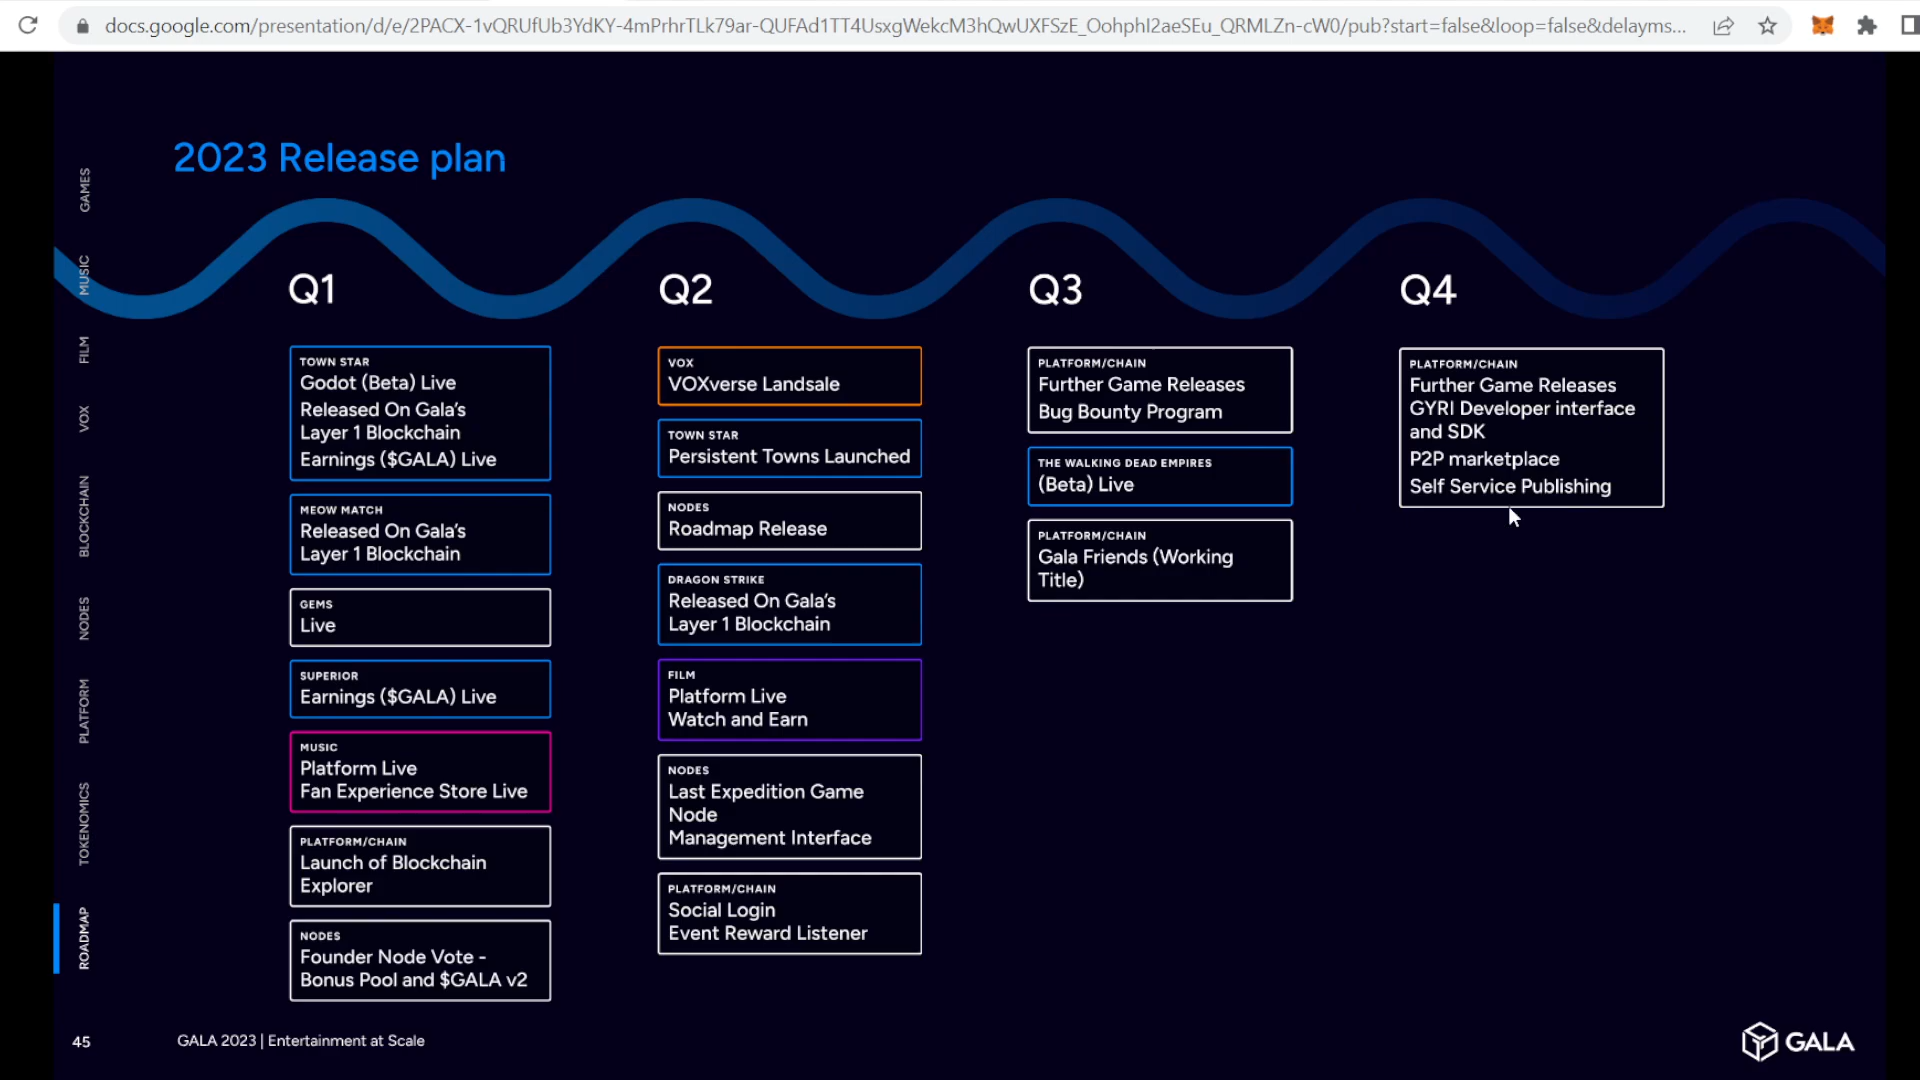 docs.google.com/presentation/d/e/2PACX-1vQRUfUb3YdKY-4mPrhrTLk79ar-QUFAd1TT4UsxgWekcM3hQwUXFSzE_OohphI2aeSEu_QRMLZn-cW0/pub?start=false&loop=false&delayms...
2023 Release plan
GAMES
MUSIC
FILM
VOX
BLOCKCHAIN
NODES
PLATFORM
TOKENOMICS
ROADMAP
Q1
TOWN STAR
Godot (Beta) Live
Released On Gala's
Layer 1 Blockchain
Earnings ($GALA) Live
MEOW MATCH
Released On Gala's
Layer 1 Blockchain
GEMS
Live
SUPERIOR
Earnings ($GALA) Live
MUSIC
Platform Live
Fan Experience Store Live
PLATFORM/CHAIN
Launch of Blockchain
Explorer
NODES
Founder Node Vote -
Bonus Pool and $GALA v2
Q2
VOX
VOXverse Landsale
TOWN STAR
Persistent Towns Launched
NODES
Roadmap Release
DRAGON STRIKE
Released On Gala's
Layer 1 Blockchain
FILM
Platform Live
Watch and Earn
NODES
Last Expedition Game
Node
Management Interface
PLATFORM/CHAIN
Social Login
Event Reward Listener
Q3
PLATFORM/CHAIN
Further Game Releases
Bug Bounty Program
THE WALKING DEAD EMPIRES
(Beta) Live
PLATFORM/CHAIN
Gala Friends (Working
Title)
Q4
PLATFORM/CHAIN
Further Game Releases
GYRI Developer interface
and SDK
P2P marketplace
Self Service Publishing
45
GALA 2023 | Entertainment at Scale
GALA